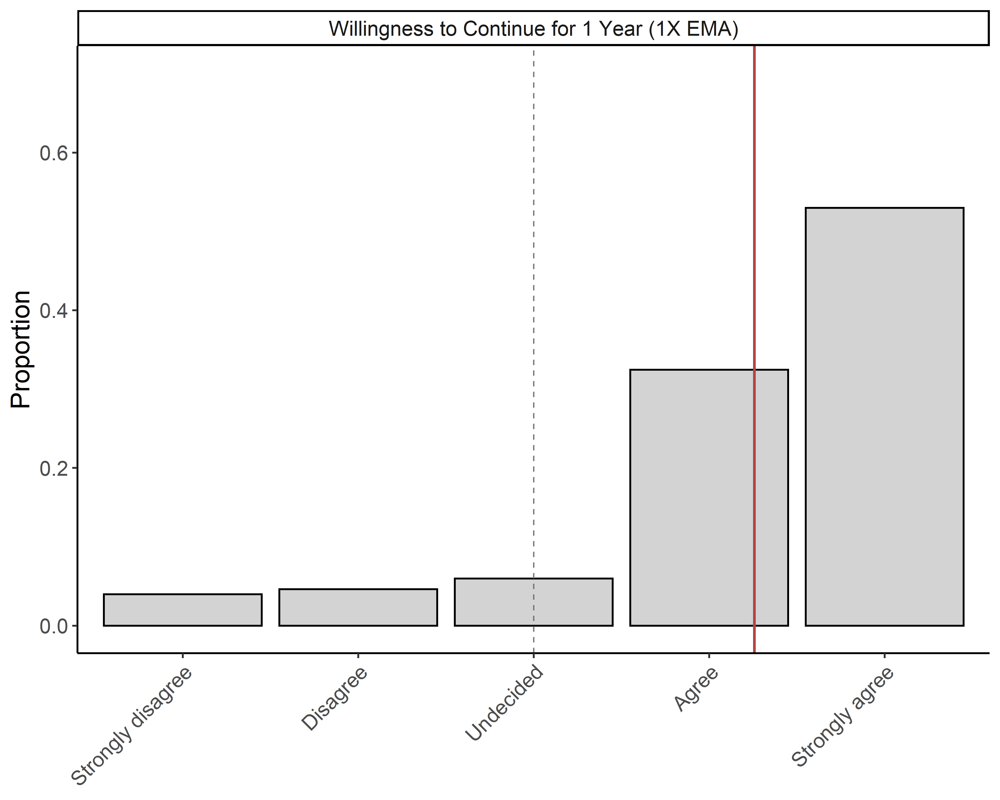 Willingness to Continue for 1 Year (1X EMA)
Proportion
0.6
0.4
0.2
0.0
Strongly disagree
Disagree
Undecided
Agree
Strongly agree